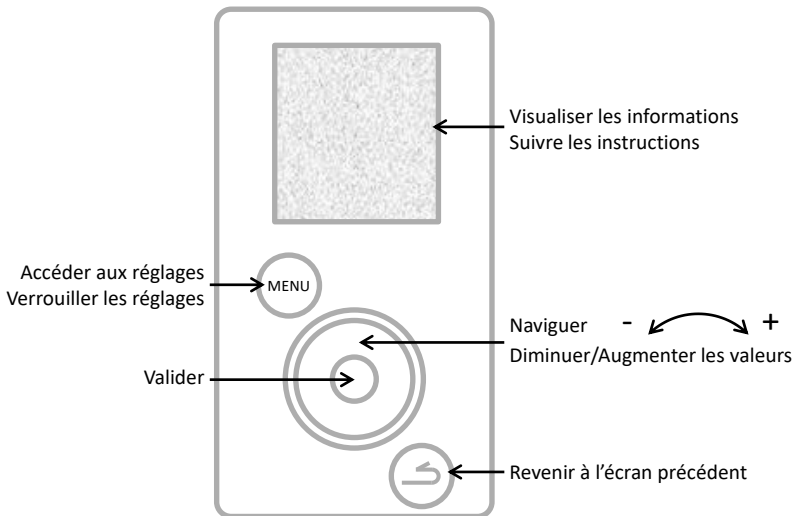 Visualiser les informations
Suivre les instructions
Accéder aux réglages
Verrouiller les réglages
MENU
Naviguer - +
Diminuer/Augmenter les valeurs
Valider
Revenir à l’écran précédent